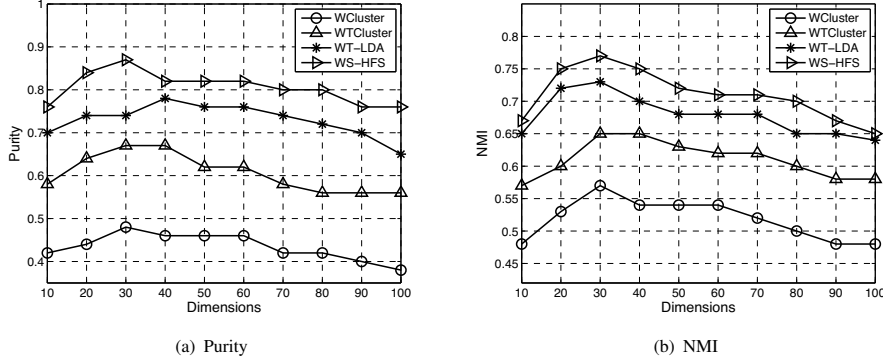 1
0.9
0.8
0.7
0.6
0.5
0.4
Purity
10 20 30 40 50 60 70 80 90 100
Dimensions
WCluster
WTCluster
WT-LDA
WS-HFS
(a) Purity
0.8
0.75
0.7
0.65
0.6
0.55
0.5
0.45
NMI
10 20 30 40 50 60 70 80 90 100
Dimensions
WCluster
WTCluster
WT-LDA
WS-HFS
(b) NMI